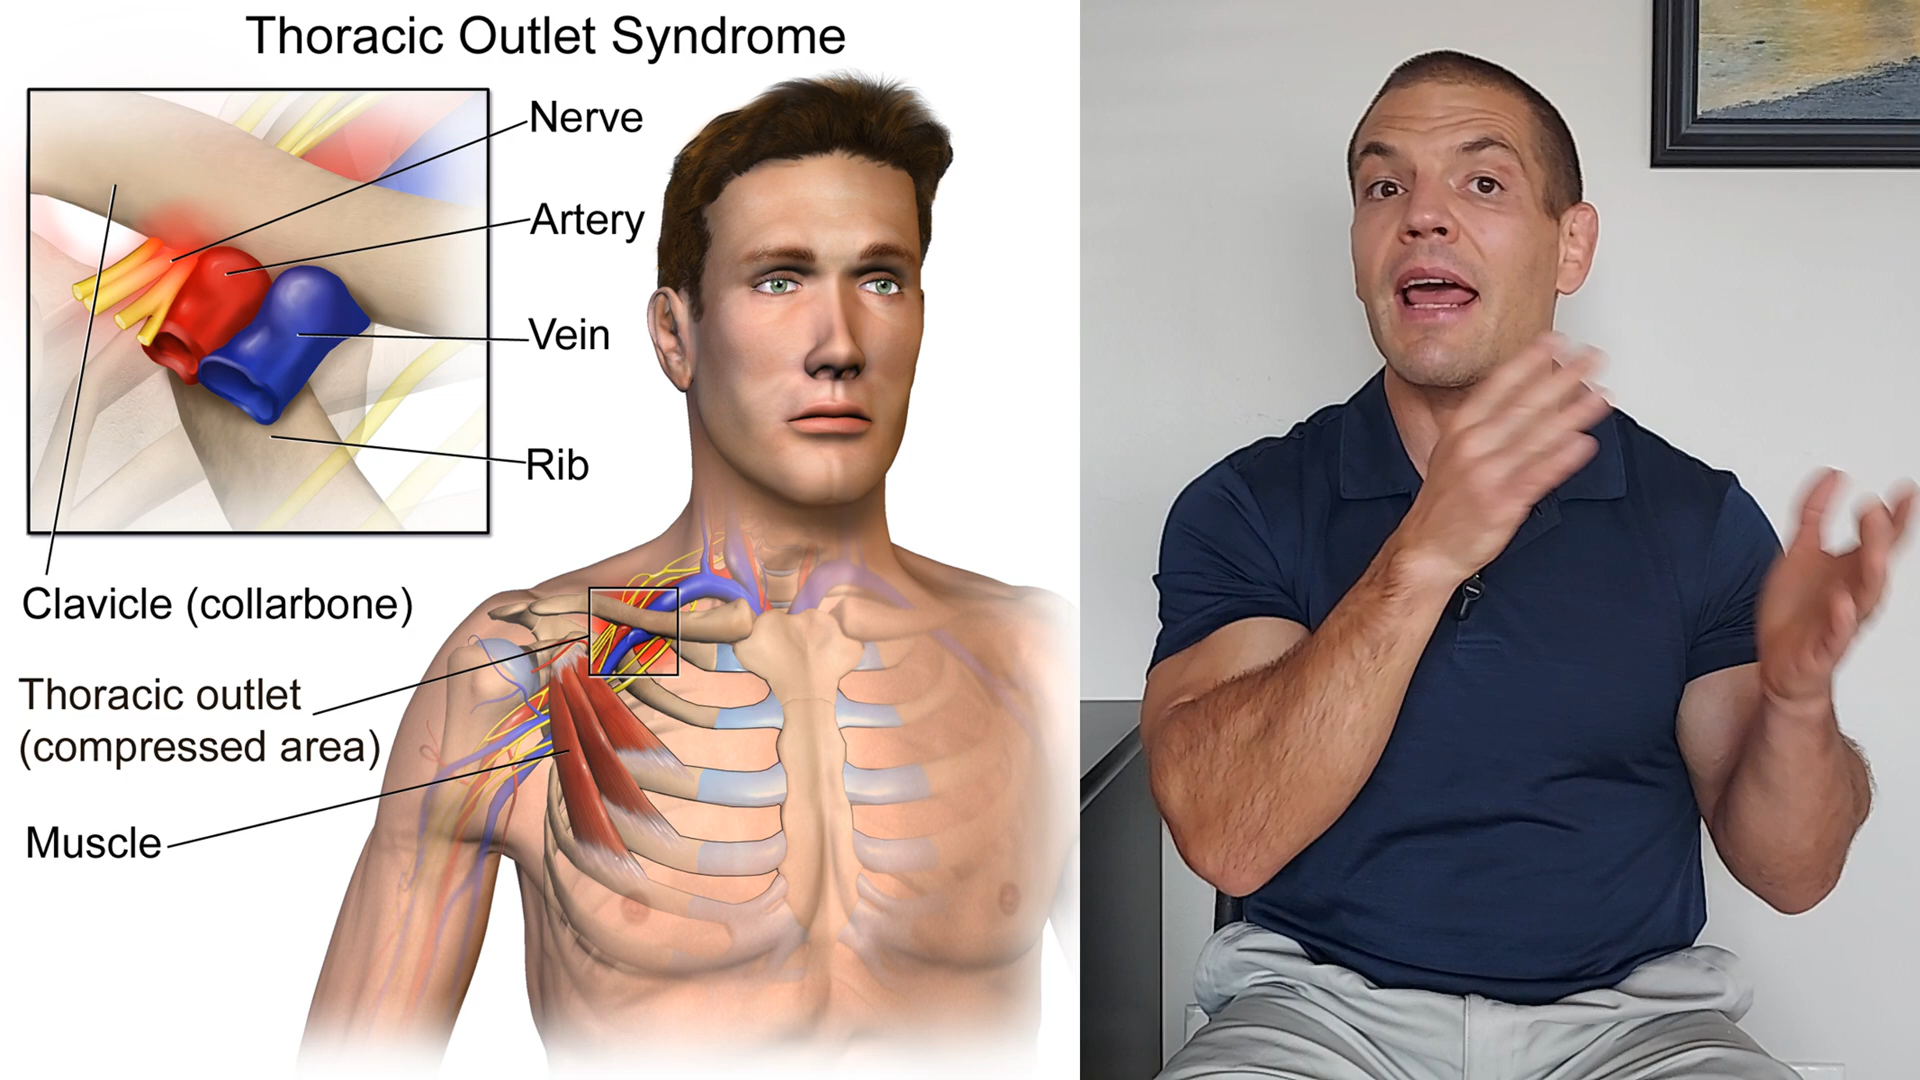 Thoracic Outlet Syndrome
Nerve
Artery
Vein
Rib
Clavicle (collarbone)
Thoracic outlet
(compressed area)
Muscle